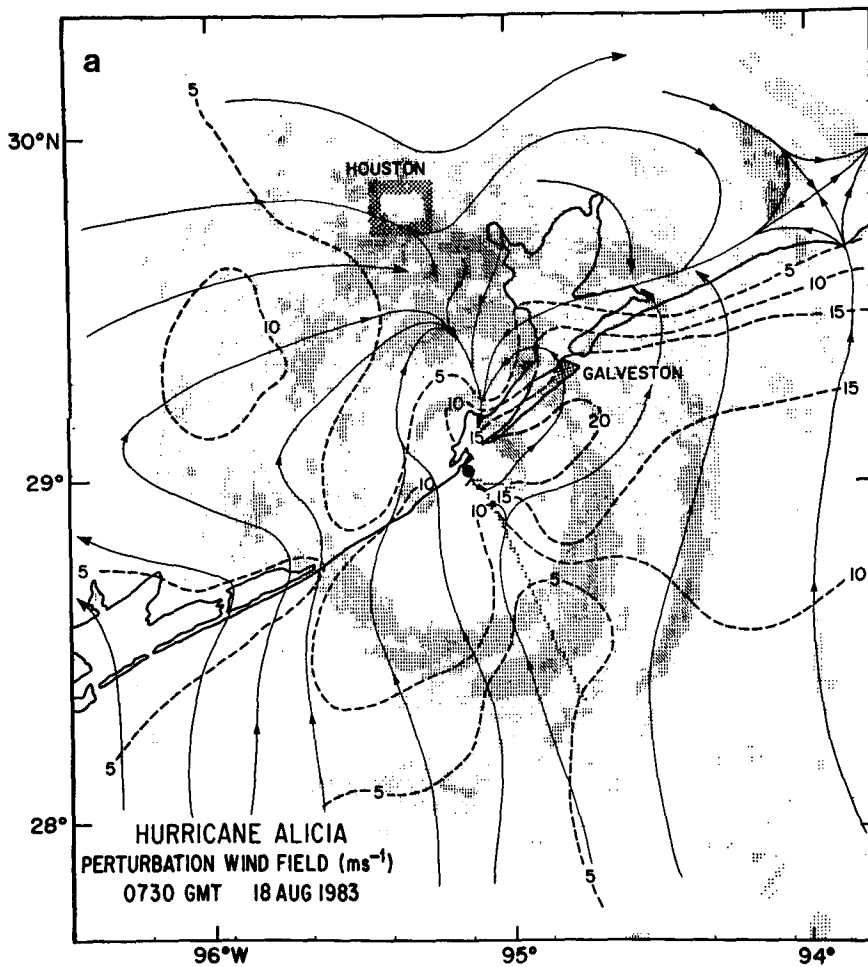 a
5
30°N
HOUSTON
5
10
15
10
5
10
GALVESTON
15
20
15
29°
10
15
10
5
5
10
5
5
28°
5
HURRICANE ALICIA
PERTURBATION WIND FIELD (ms⁻¹)
0730 GMT 18 AUG 1983
96°W
95°
94°